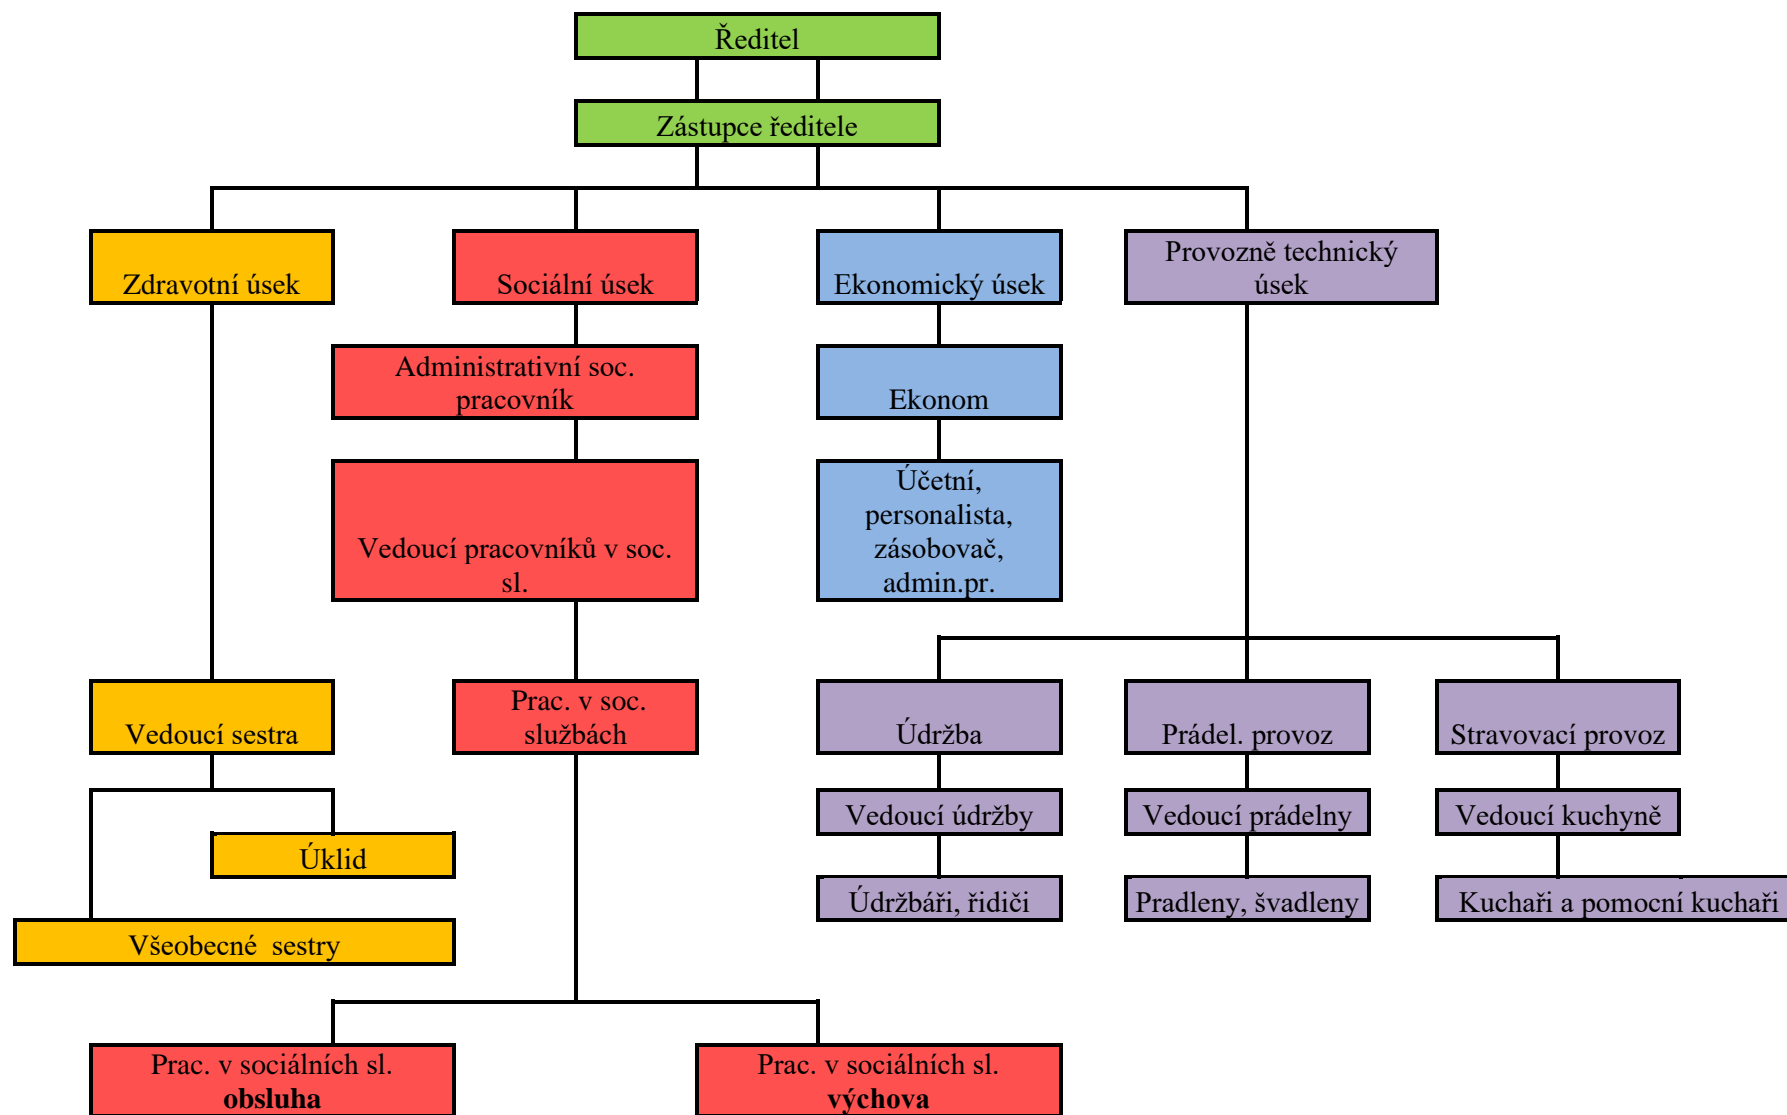 Ředitel
Zástupce ředitele
Zdravotní úsek
Sociální úsek
Ekonomický úsek
Provozně technický
úsek
Administrativní soc.
pracovník
Ekonom
Vedoucí pracovníků v soc.
sl.
Účetní,
personalista,
zásobovač,
admin.pr.
Vedoucí sestra
Prac. v soc.
službách
Údržba
Prádel. provoz
Stravovací provoz
Vedoucí údržby
Vedoucí prádelny
Vedoucí kuchyně
Úklid
Údržbáři, řidiči
Pradleny, švadleny
Kuchaři a pomocní kuchaři
Všeobecné  sestry
Prac. v sociálních sl.
obsluha
Prac. v sociálních sl.
výchova